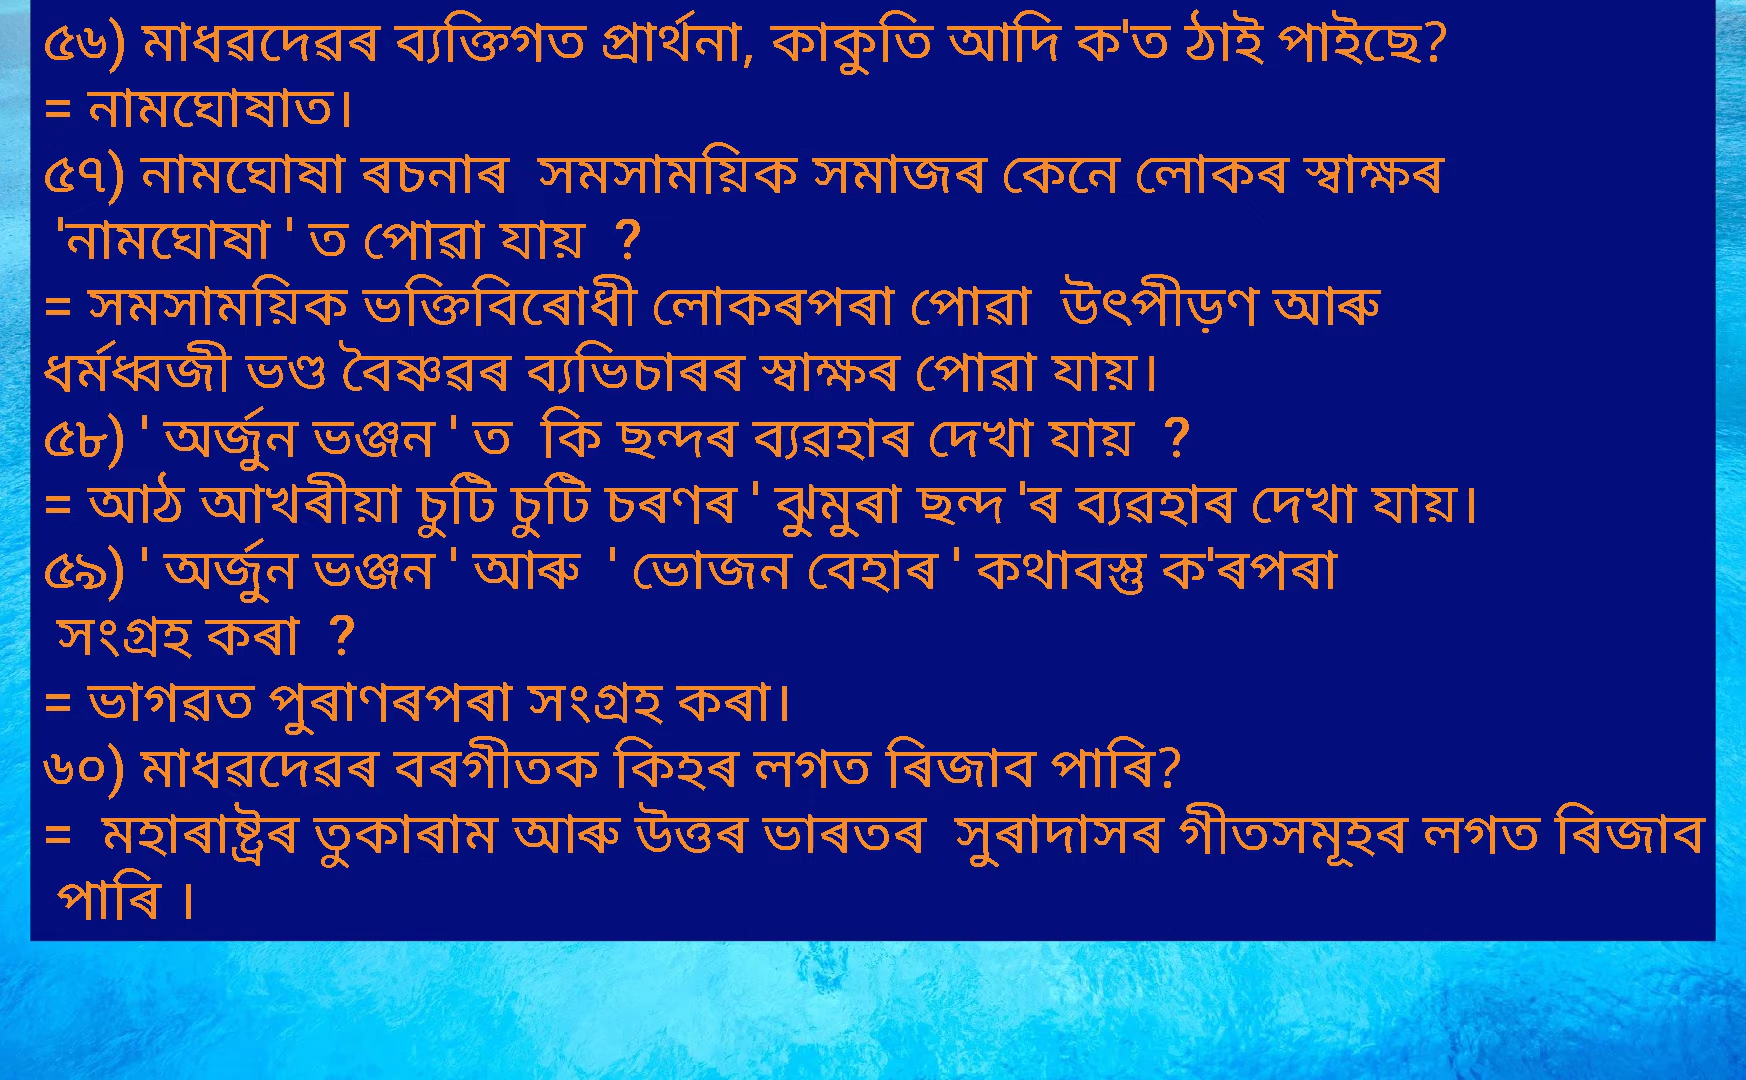 ৫৬) মাধৱদেৱৰ ব্যক্তিগত প্ৰাৰ্থনা, কাকুতি আদি ক'ত ঠাই পাইছে?
= নামঘোষাত।
৫৭) নামঘোষা ৰচনাৰ সমসাময়িক সমাজৰ কেনে লোকৰ স্বাক্ষৰ
'নামঘোষা ' ত পোৱা যায় ?
= সমসাময়িক ভক্তিবিৰোধী লোকৰপৰা পোৱা উৎপীড়ণ আৰু
ধৰ্মধ্বজী ভণ্ড বৈষ্ণৱৰ ব্যভিচাৰৰ স্বাক্ষৰ পোৱা যায়।
৫৮) ' অৰ্জুন ভঞ্জন ' ত কি ছন্দৰ ব্যৱহাৰ দেখা যায় ?
= আঠ আখৰীয়া চুটি চুটি চৰণৰ ' ঝুমুৰা ছন্দ 'ৰ ব্যৱহাৰ দেখা যায়।
৫৯) ' অৰ্জুন ভঞ্জন ' আৰু ' ভোজন বেহাৰ ' কথাবস্তু ক'ৰপৰা
সংগ্ৰহ কৰা ?
= ভাগৱত পুৰাণৰপৰা সংগ্ৰহ কৰা।
৬০) মাধৱদেৱৰ বৰগীতক কিহৰ লগত ৰিজাব পাৰি?
= মহাৰাষ্ট্ৰৰ তুকাৰাম আৰু উত্তৰ ভাৰতৰ সুৰাদাসৰ গীতসমূহৰ লগত ৰিজাব
পাৰি ।